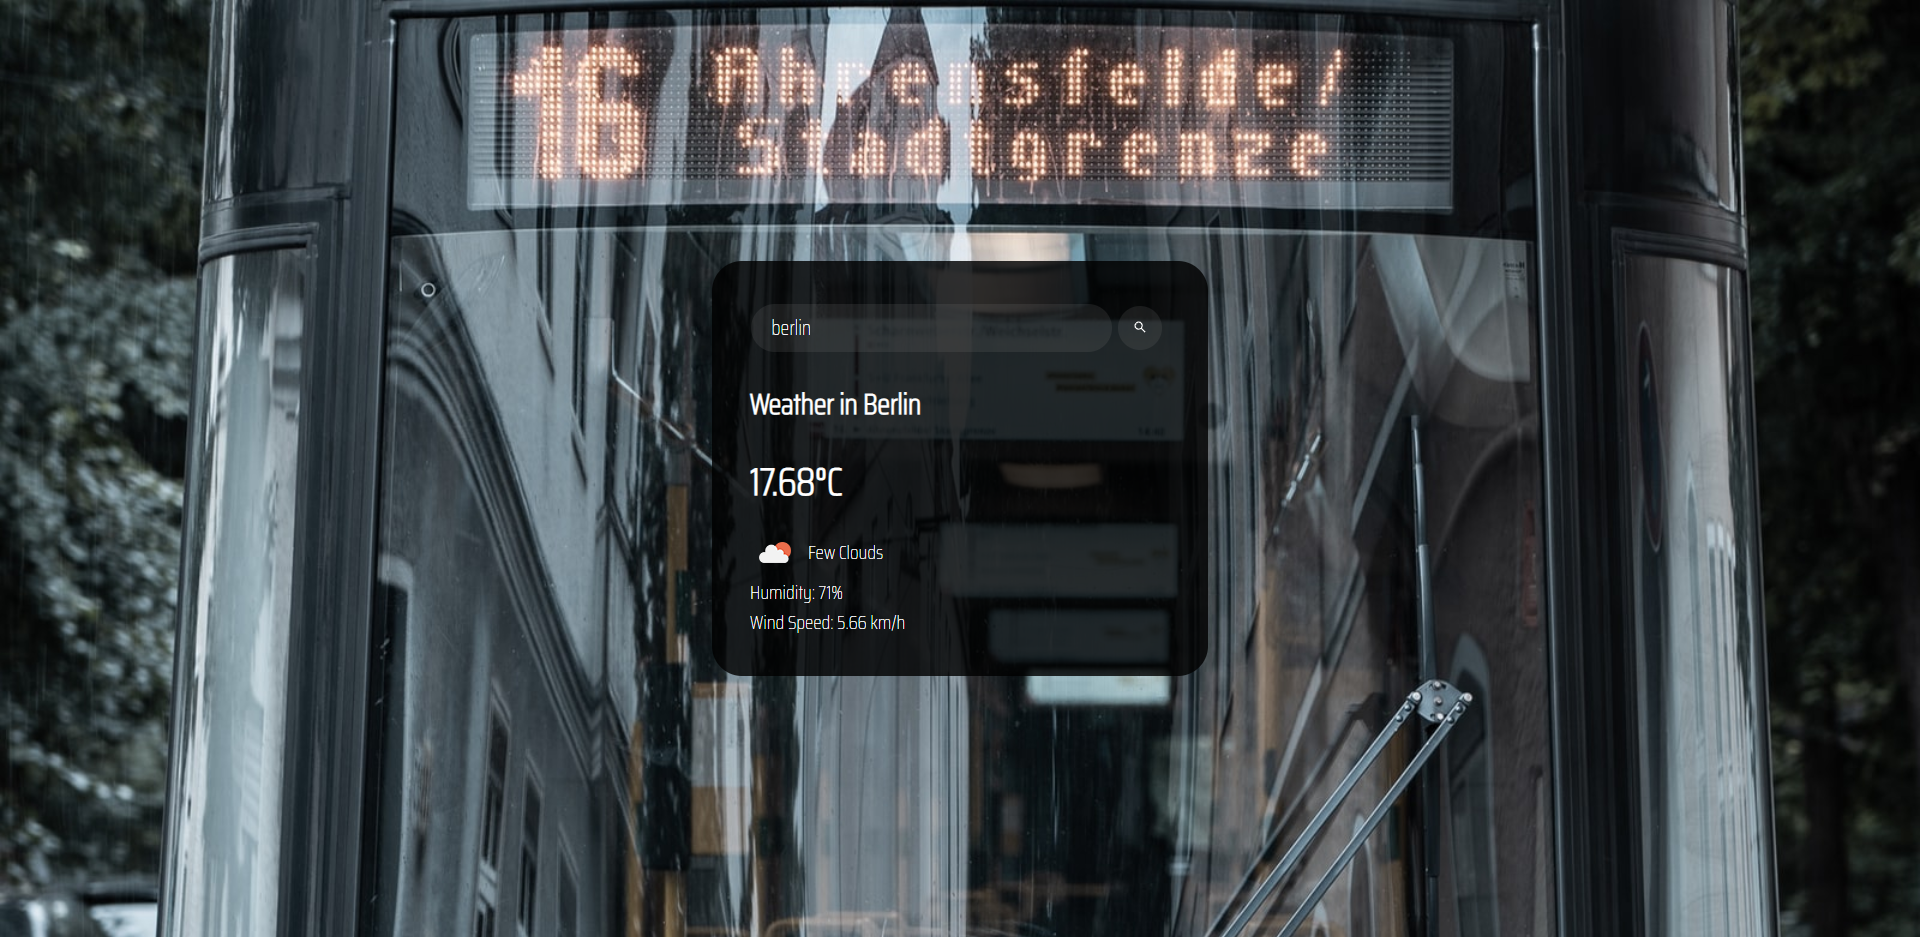 16 Ahrensfelde/
Stadtgrenze
berlin
Weather in Berlin
17.68°C
Few Clouds
Humidity: 71%
Wind Speed: 5.66 km/h